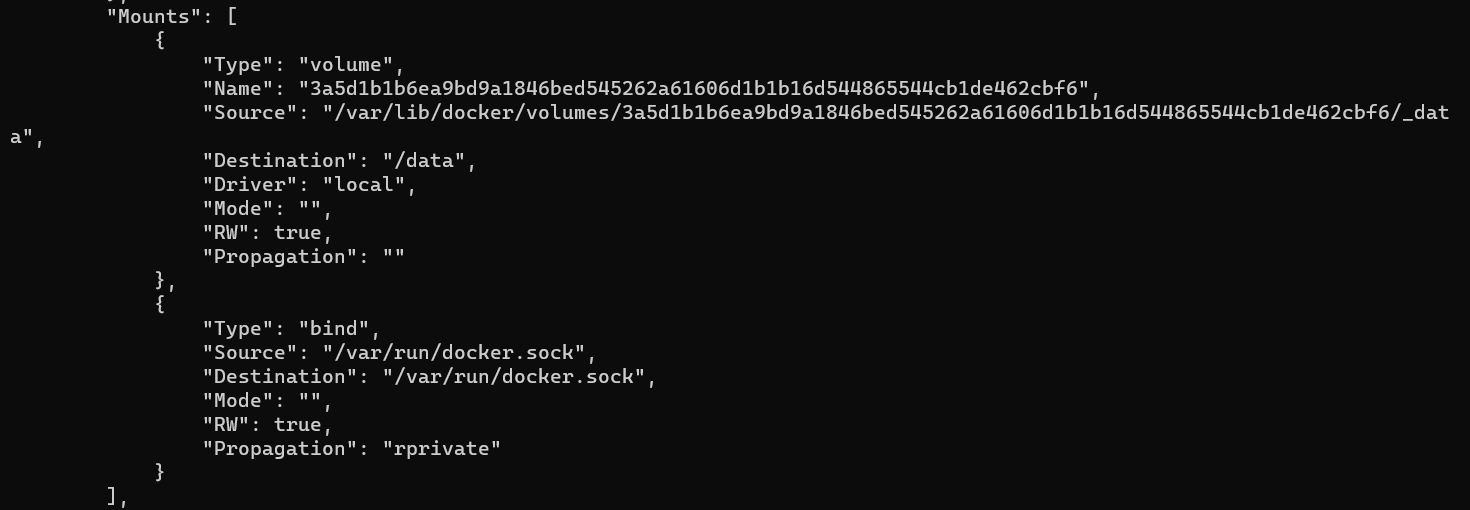 "Mounts": [
{
"Type": "volume",
"Name": "3a5d1b1b6ea9bd9a1846bed545262a61606d1b1b16d544865544cb1de462cbf6",
"Source": "/var/lib/docker/volumes/3a5d1b1b6ea9bd9a1846bed545262a61606d1b1b16d544865544cb1de462cbf6/_dat
a",
"Destination": "/data",
"Driver": "local",
"Mode": "",
"RW": true,
"Propagation": ""
},
{
"Type": "bind",
"Source": "/var/run/docker.sock",
"Destination": "/var/run/docker.sock",
"Mode": "",
"RW": true,
"Propagation": "rprivate"
}
],